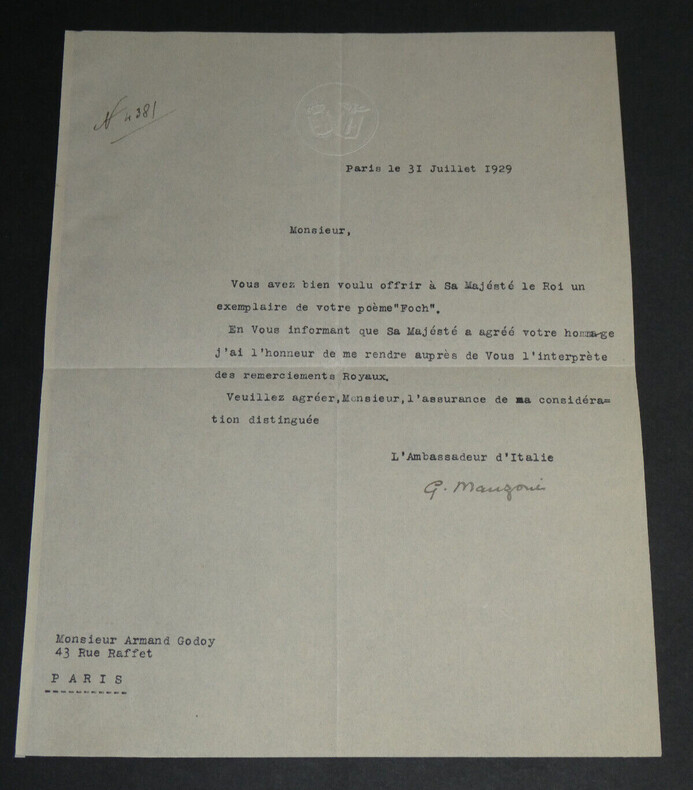 N 4381
Paris le 3I Juillet I929
Monsieur,
Vous avez bien voulu offrir à Sa Majésté le Roi un
exemplaire de votre poème"Foch".
En Vous informant que Sa Majésté a agréé votre hommage
j'ai l'honneur de me rendre auprès de Vous l'interprète
des remerciements Royaux.
Veuillez agréer,Monsieur,l'assurance de ma considéra=
tion distinguée
L'Ambassadeur d'Italie
G. Manzoni
Monsieur Armand Godoy
43 Rue Raffet
P A R I S